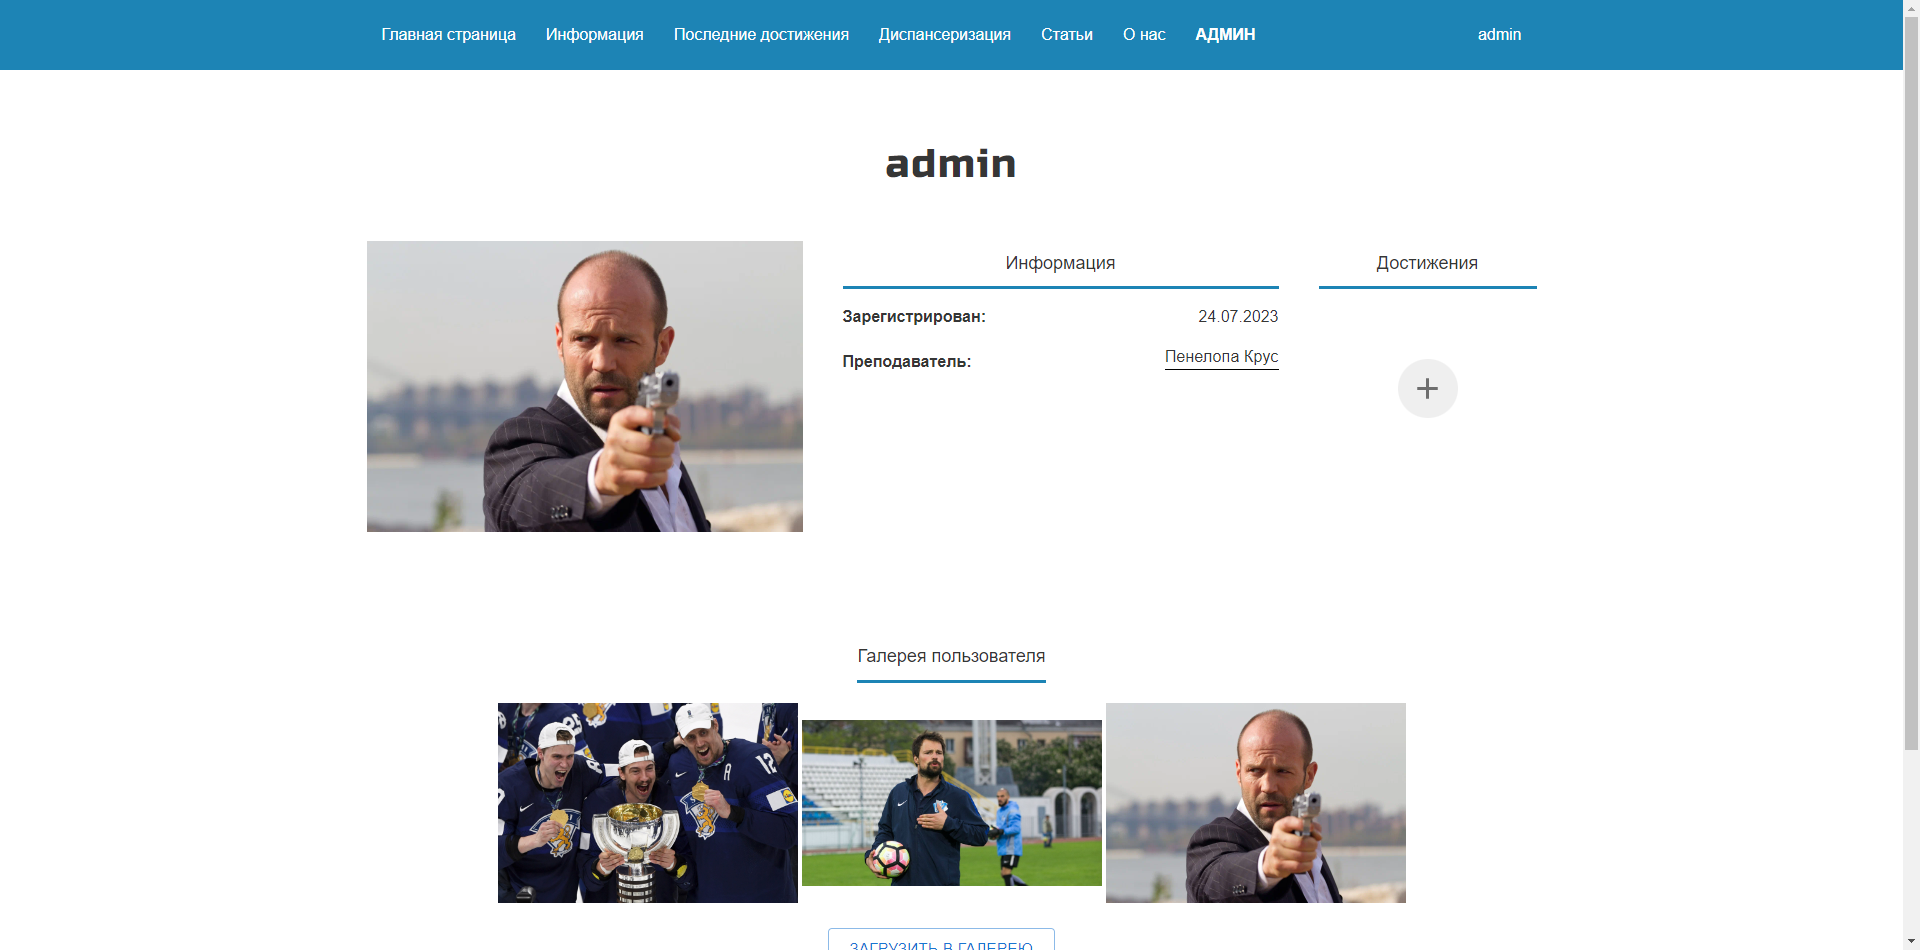 Главная страница Информация Последние достижения Диспансеризация Статьи О нас АДМИН admin
admin
Информация
Зарегистрирован: 24.07.2023
Преподаватель: Пенелопа Крус
Достижения
+
Галерея пользователя
A
12
ЗАГРУЗИТЬ В ГАЛЕРЕЮ